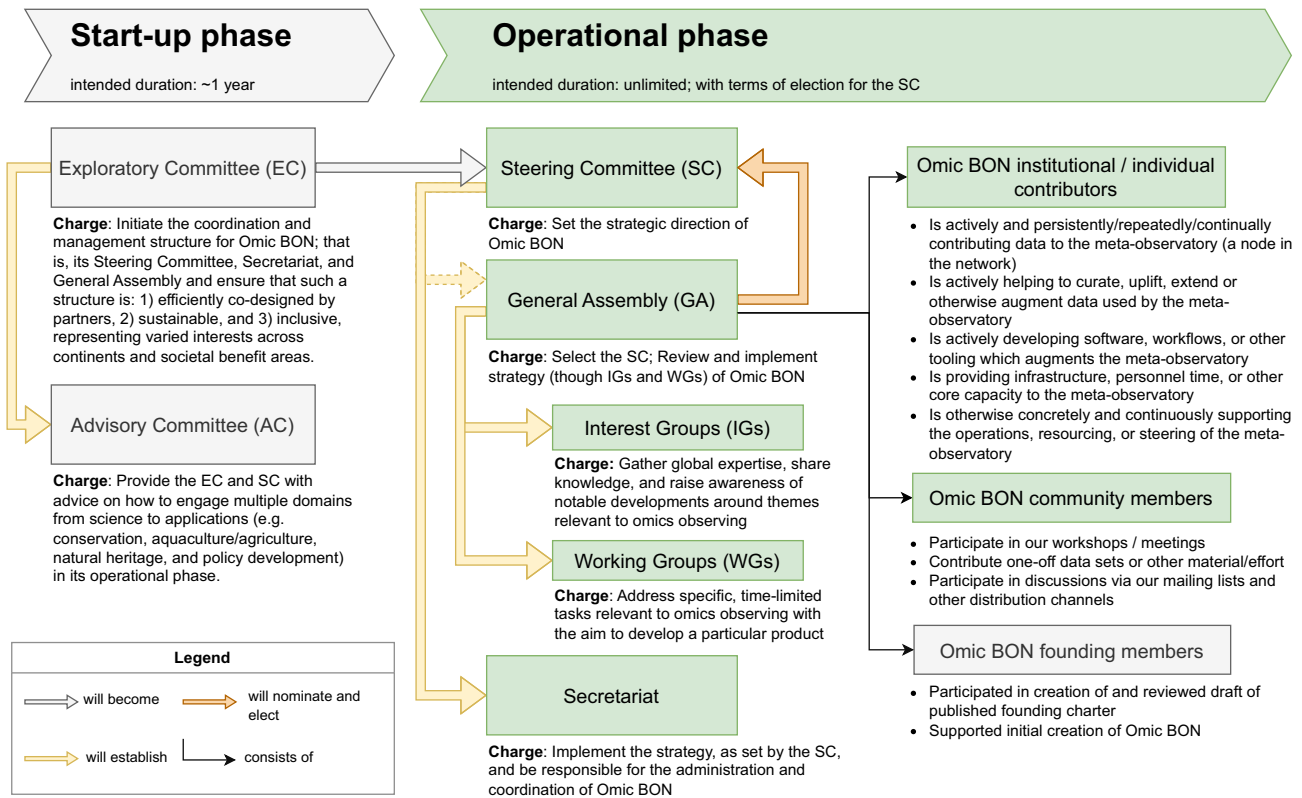 Start-up phase
intended duration: ~1 year
Operational phase
intended duration: unlimited; with terms of election for the SC
Exploratory Committee (EC)
Charge: Initiate the coordination and
management structure for Omic BON; that
is, its Steering Committee, Secretariat, and
General Assembly and ensure that such a
structure is: 1) efficiently co-designed by
partners, 2) sustainable, and 3) inclusive,
representing varied interests across
continents and societal benefit areas.
Advisory Committee (AC)
Charge: Provide the EC and SC with
advice on how to engage multiple domains
from science to applications (e.g.
conservation, aquaculture/agriculture,
natural heritage, and policy development)
in its operational phase.
Legend
will become
will nominate and
elect
will establish
consists of
Steering Committee (SC)
Charge: Set the strategic direction of
Omic BON
General Assembly (GA)
Charge: Select the SC; Review and implement
strategy (though IGs and WGs) of Omic BON
Interest Groups (IGs)
Charge: Gather global expertise, share
knowledge, and raise awareness of
notable developments around themes
relevant to omics observing
Working Groups (WGs)
Charge: Address specific, time-limited
tasks relevant to omics observing with
the aim to develop a particular product
Secretariat
Charge: Implement the strategy, as set by the SC,
and be responsible for the administration and
coordination of Omic BON
Omic BON institutional / individual
contributors
• Is actively and persistently/repeatedly/continually
contributing data to the meta-observatory (a node in
the network)
• Is actively helping to curate, uplift, extend or
otherwise augment data used by the meta-
observatory
• Is actively developing software, workflows, or other
tooling which augments the meta-observatory
• Is providing infrastructure, personnel time, or other
core capacity to the meta-observatory
• Is otherwise concretely and continuously supporting
the operations, resourcing, or steering of the meta-
observatory
Omic BON community members
• Participate in our workshops / meetings
• Contribute one-off data sets or other material/effort
• Participate in discussions via our mailing lists and
other distribution channels
Omic BON founding members
• Participated in creation of and reviewed draft of
published founding charter
• Supported initial creation of Omic BON